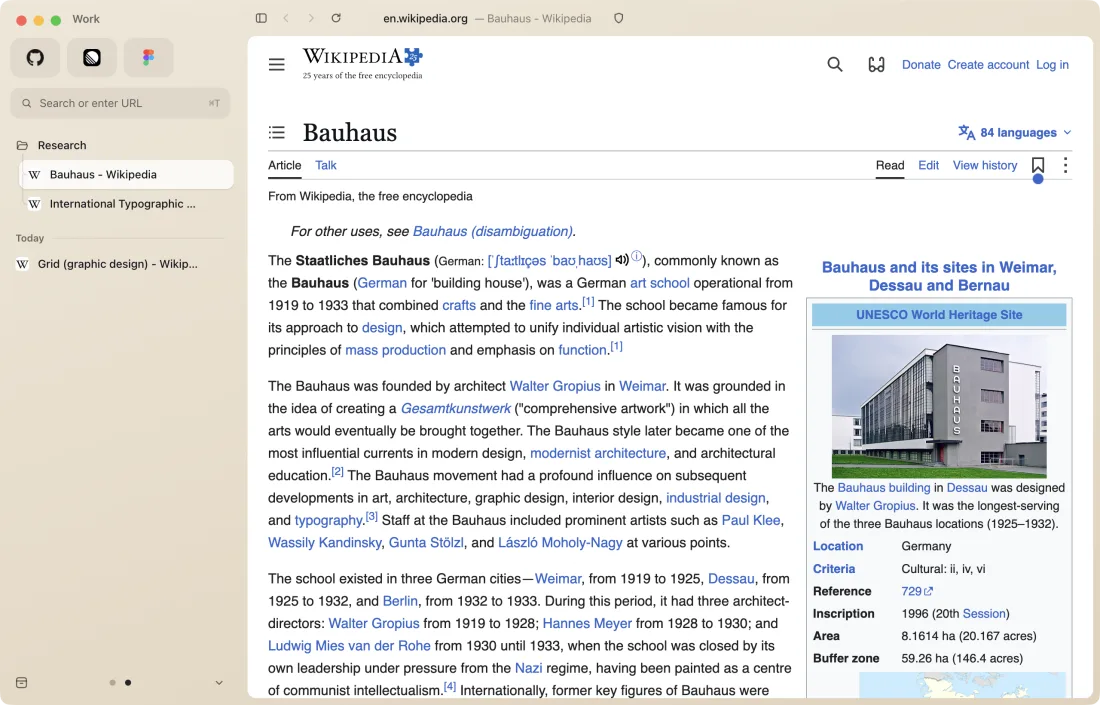 Work
en.wikipedia.org — Bauhaus - Wikipedia
Search or enter URL ⌘T
Research
Bauhaus - Wikipedia
International Typographic ...
Today
Grid (graphic design) - Wikip...
WIKIPEDIA 25
25 years of the free encyclopedia
Donate Create account Log in
Bauhaus
84 languages
Article Talk
Read Edit View history
From Wikipedia, the free encyclopedia
For other uses, see Bauhaus (disambiguation).
The Staatliches Bauhaus (German: [ˈʃtaːtlɪçəs ˈbaʊˌhaʊs] ⓘ), commonly known as
the Bauhaus (German for 'building house'), was a German art school operational from
1919 to 1933 that combined crafts and the fine arts.[1] The school became famous for
its approach to design, which attempted to unify individual artistic vision with the
principles of mass production and emphasis on function.[1]
The Bauhaus was founded by architect Walter Gropius in Weimar. It was grounded in
the idea of creating a Gesamtkunstwerk ("comprehensive artwork") in which all the
arts would eventually be brought together. The Bauhaus style later became one of the
most influential currents in modern design, modernist architecture, and architectural
education.[2] The Bauhaus movement had a profound influence on subsequent
developments in art, architecture, graphic design, interior design, industrial design,
and typography.[3] Staff at the Bauhaus included prominent artists such as Paul Klee,
Wassily Kandinsky, Gunta Stölzl, and László Moholy-Nagy at various points.
The school existed in three German cities—Weimar, from 1919 to 1925, Dessau, from
1925 to 1932, and Berlin, from 1932 to 1933. During this period, it had three architect-
directors: Walter Gropius from 1919 to 1928; Hannes Meyer from 1928 to 1930; and
Ludwig Mies van der Rohe from 1930 until 1933, when the school was closed by its
own leadership under pressure from the Nazi regime, having been painted as a centre
of communist intellectualism.[4] Internationally, former key figures of Bauhaus were
Bauhaus and its sites in Weimar,
Dessau and Bernau
UNESCO World Heritage Site
BAUHAUS
The Bauhaus building in Dessau was designed
by Walter Gropius. It was the longest-serving
of the three Bauhaus locations (1925–1932).
Location Germany
Criteria Cultural: ii, iv, vi
Reference 729
Inscription 1996 (20th Session)
Area 8.1614 ha (20.167 acres)
Buffer zone 59.26 ha (146.4 acres)